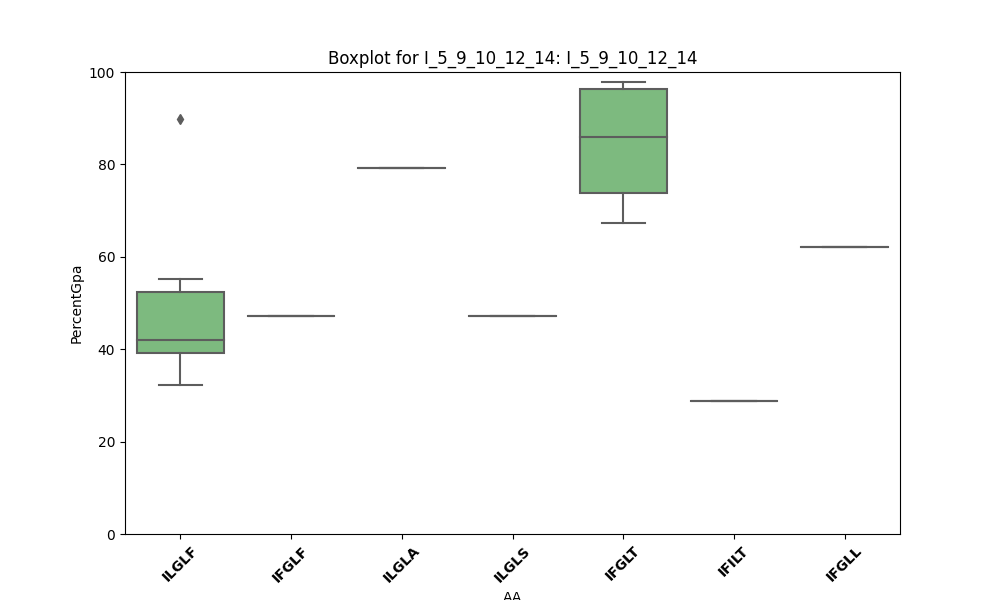 Boxplot for I_5_9_10_12_14: I_5_9_10_12_14
100
80
60
40
20
0
PercentGpa
ILGLF IFGLF ILGLA ILGLS IFGLT IFILT IFGLL
AA